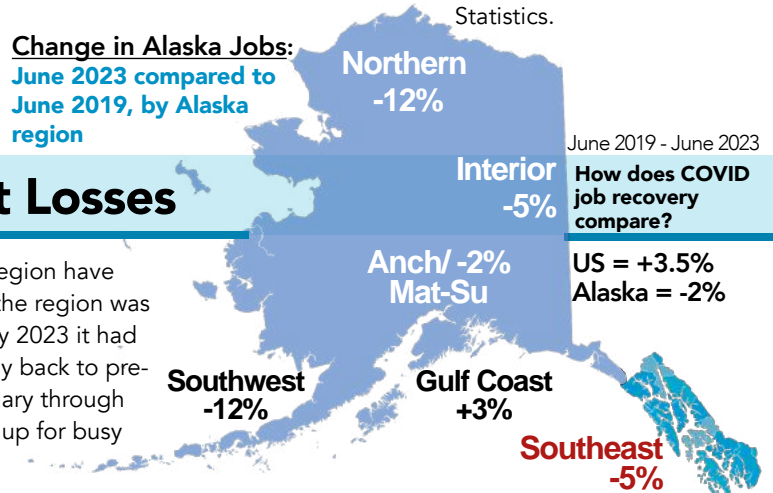 Statistics.
Change in Alaska Jobs:
June 2023 compared to
June 2019, by Alaska
region
Northern
-12%
Interior
-5%
Anch/ -2%
Mat-Su
Southwest
-12%
Gulf Coast
+3%
Southeast
-5%
June 2019 - June 2023
How does COVID
job recovery
compare?
US = +3.5%
Alaska = -2%
Losses
egion have
the region was
2023 it had
back to pre-
through
up for busy